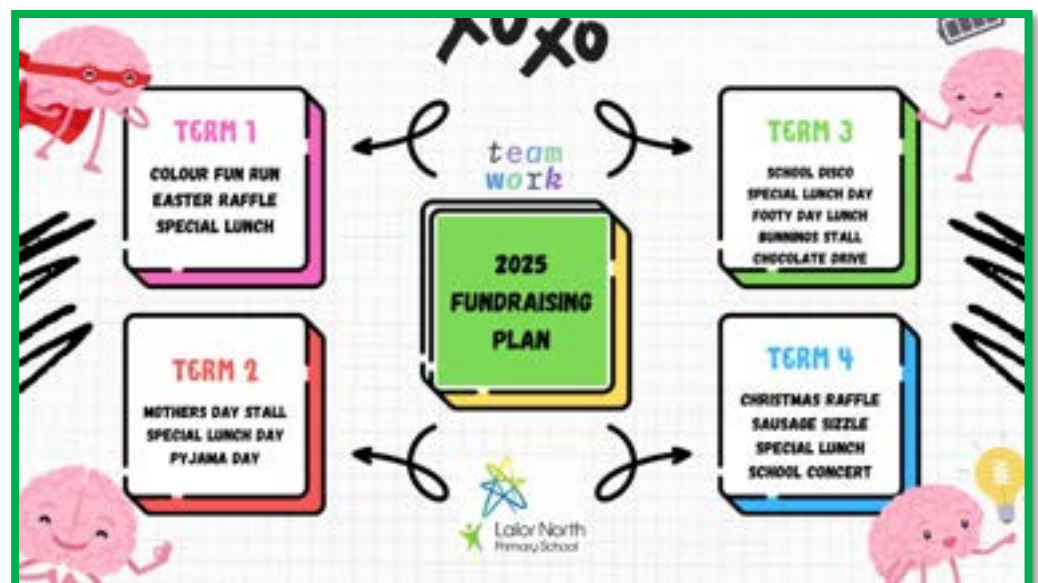 XOXO
TERM 1
COLOUR FUN RUN
EASTER RAFFLE
SPECIAL LUNCH
TERM 2
MOTHERS DAY STALL
SPECIAL LUNCH DAY
PYJAMA DAY
team
work
2025
FUNDRAISING
PLAN
Lalor North
Primary School
TERM 3
SCHOOL DISCO
SPECIAL LUNCH DAY
FOOTY DAY LUNCH
BUNNINGS STALL
CHOCOLATE DRIVE
TERM 4
CHRISTMAS RAFFLE
SAUSAGE SIZZLE
SPECIAL LUNCH
SCHOOL CONCERT